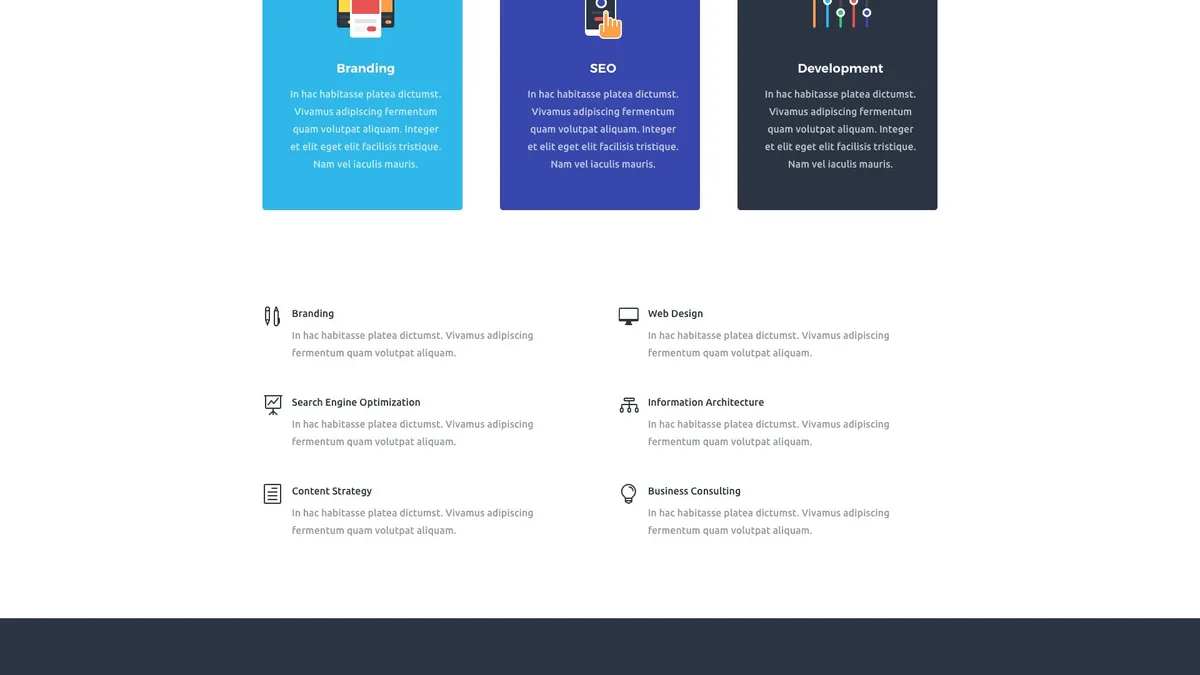 Branding
In hac habitasse platea dictumst.
Vivamus adipiscing fermentum
quam volutpat aliquam. Integer
et elit eget elit facilisis tristique.
Nam vel iaculis mauris.
SEO
In hac habitasse platea dictumst.
Vivamus adipiscing fermentum
quam volutpat aliquam. Integer
et elit eget elit facilisis tristique.
Nam vel iaculis mauris.
Development
In hac habitasse platea dictumst.
Vivamus adipiscing fermentum
quam volutpat aliquam. Integer
et elit eget elit facilisis tristique.
Nam vel iaculis mauris.
Branding
In hac habitasse platea dictumst. Vivamus adipiscing
fermentum quam volutpat aliquam.
Web Design
In hac habitasse platea dictumst. Vivamus adipiscing
fermentum quam volutpat aliquam.
Search Engine Optimization
In hac habitasse platea dictumst. Vivamus adipiscing
fermentum quam volutpat aliquam.
Information Architecture
In hac habitasse platea dictumst. Vivamus adipiscing
fermentum quam volutpat aliquam.
Content Strategy
In hac habitasse platea dictumst. Vivamus adipiscing
fermentum quam volutpat aliquam.
Business Consulting
In hac habitasse platea dictumst. Vivamus adipiscing
fermentum quam volutpat aliquam.